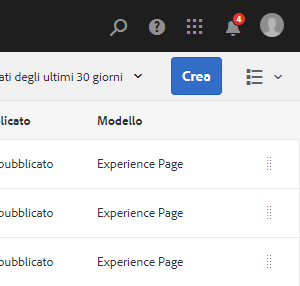 4
ati degli ultimi 30 giorni
Crea
licato Modello
pubblicato Experience Page
pubblicato Experience Page
pubblicato Experience Page